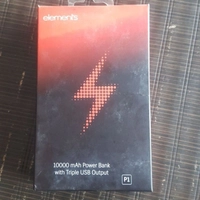 elements
10000 mAh Power Bank
with Triple USB Output
P1